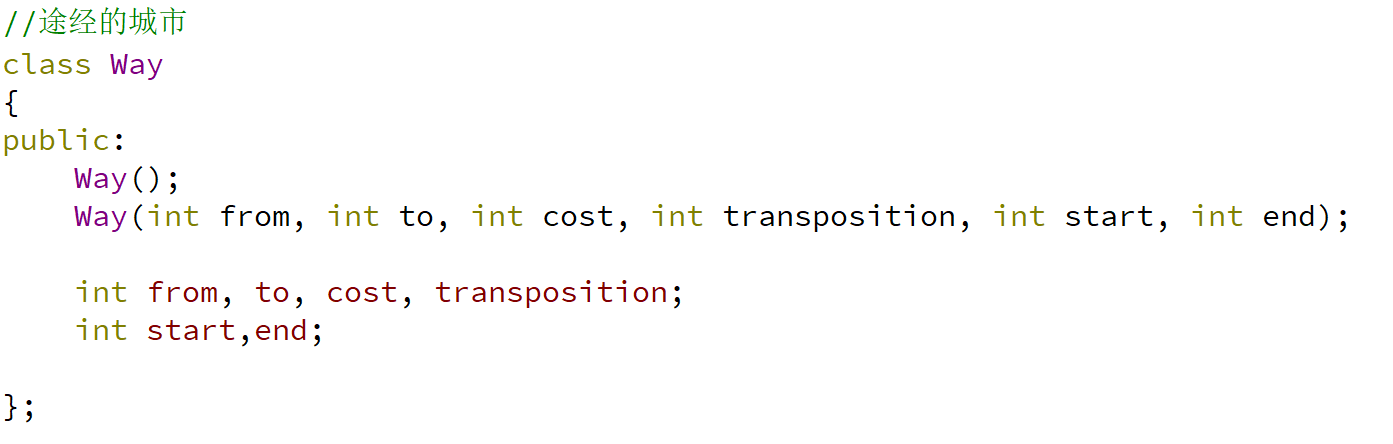 //途经的城市
class Way
{
public:
    Way();
    Way(int from, int to, int cost, int transposition, int start, int end);
    int from, to, cost, transposition;
    int start,end;
};